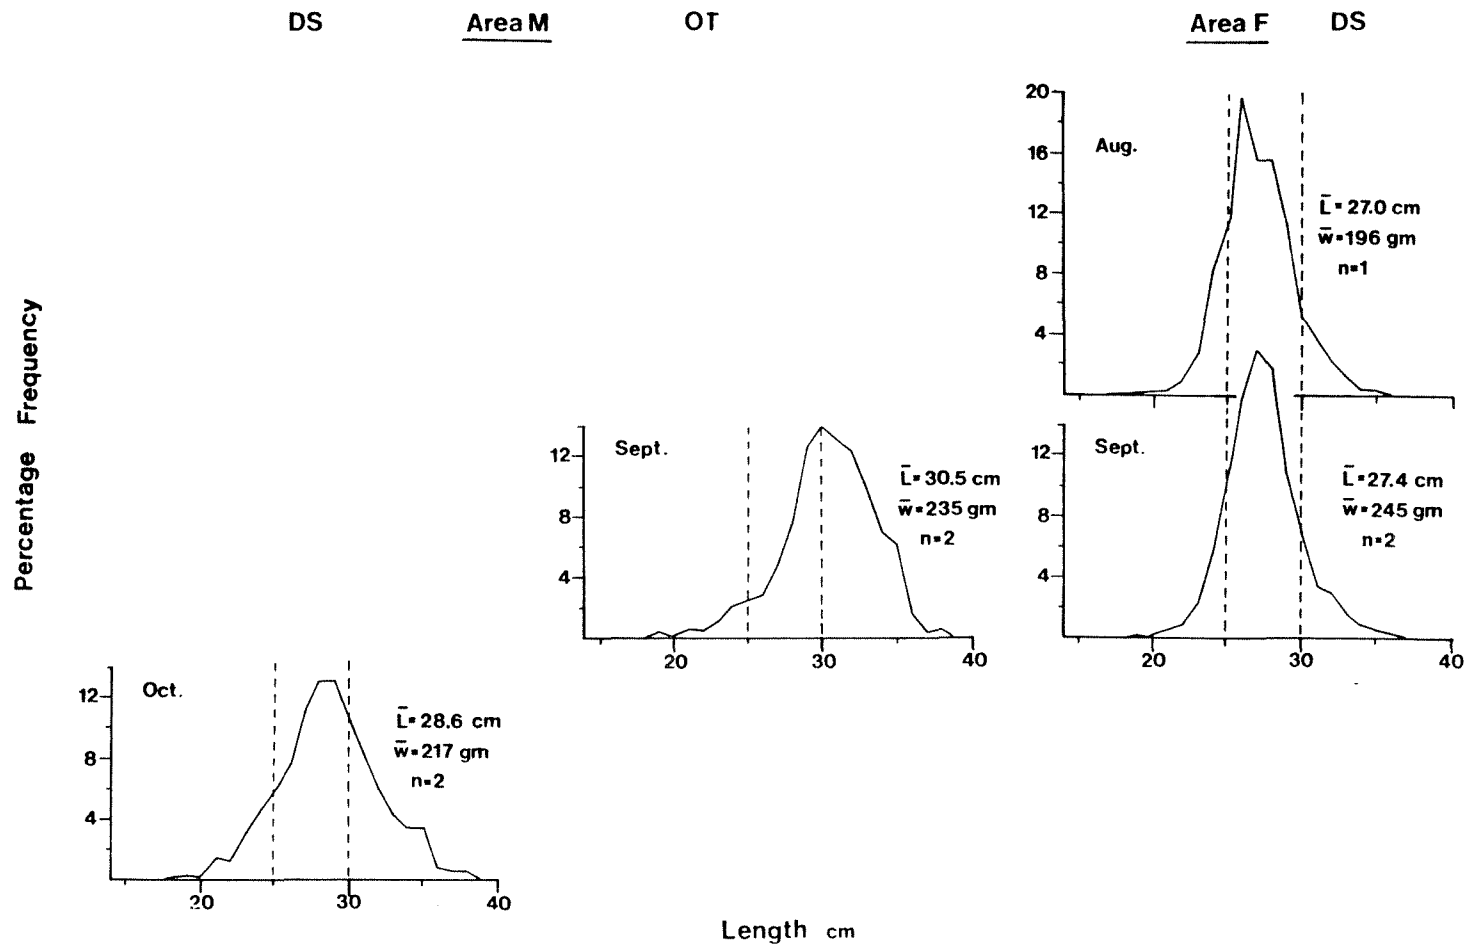 DS Area M OT Area F DS
Percentage Frequency
20
16
12
8
4
Aug.
L̄=27.0 cm
w̄=196 gm
n=1
12
8
4
Sept.
L̄=30.5 cm
w̄=235 gm
n=2
20 30 40
12
8
4
Sept.
L̄=27.4 cm
w̄=245 gm
n=2
20 30 40
12
8
4
Oct.
L̄=28.6 cm
w̄=217 gm
n=2
20 30 40
Length cm